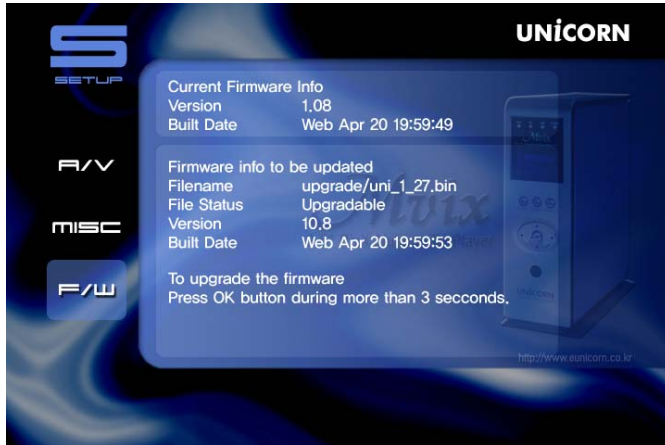 UNiCORN
S
SETUP
Current Firmware Info
Version 1.08
Built Date Web Apr 20 19:59:49
A/V
Firmware info to be updated
Filename upgrade/uni_1_27.bin
File Status Upgradable
Version 10.8
Built Date Web Apr 20 19:59:53
MISC
Mvix
Player
To upgrade the firmware
Press OK button during more than 3 secconds.
F/W
UNiCORN
http://www.eunicorn.co.kr